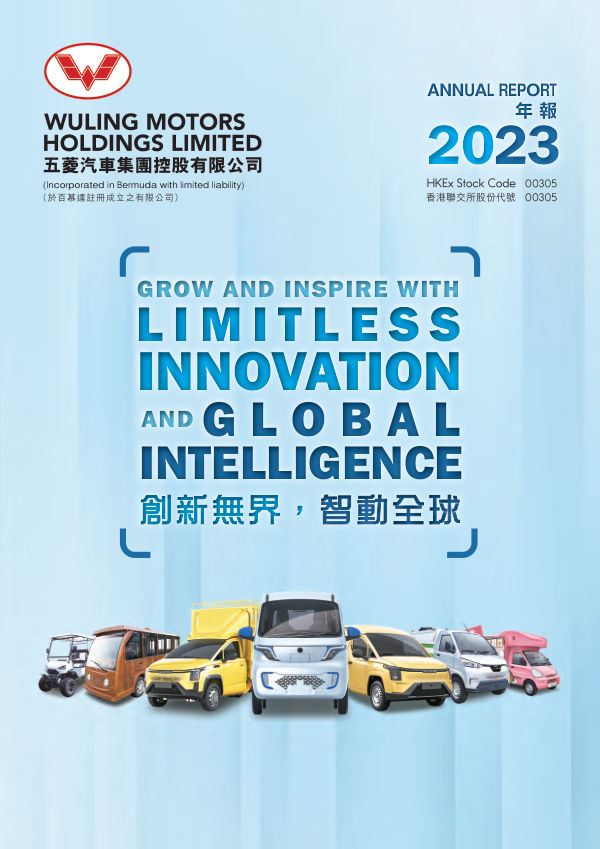 WULING MOTORS
HOLDINGS LIMITED
五菱汽車集團控股有限公司
(Incorporated in Bermuda with limited liability)
（於百慕達註冊成立之有限公司）
ANNUAL REPORT
年報
2023
HKEx Stock Code 00305
香港聯交所股份代號 00305
GROW AND INSPIRE WITH
LIMITLESS
INNOVATION
AND GLOBAL
INTELLIGENCE
創新無界，智動全球